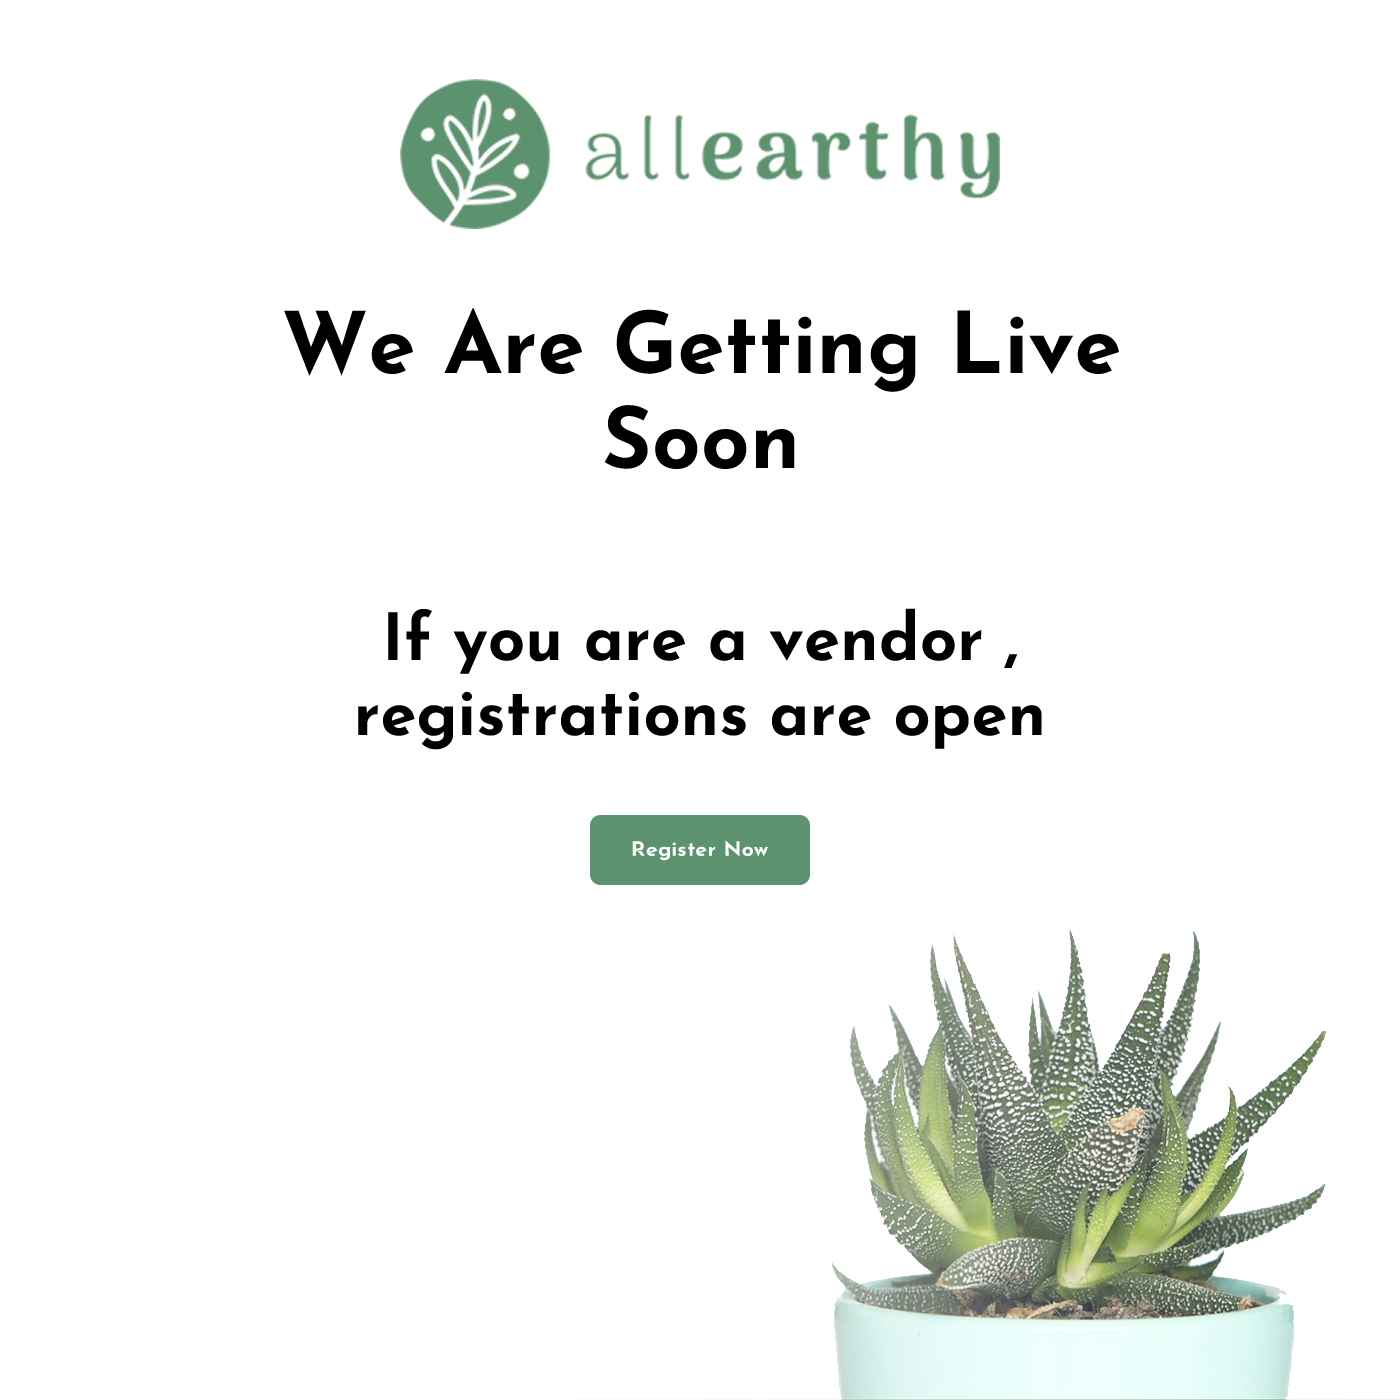 allearthy
We Are Getting Live
Soon
If you are a vendor ,
registrations are open
Register Now